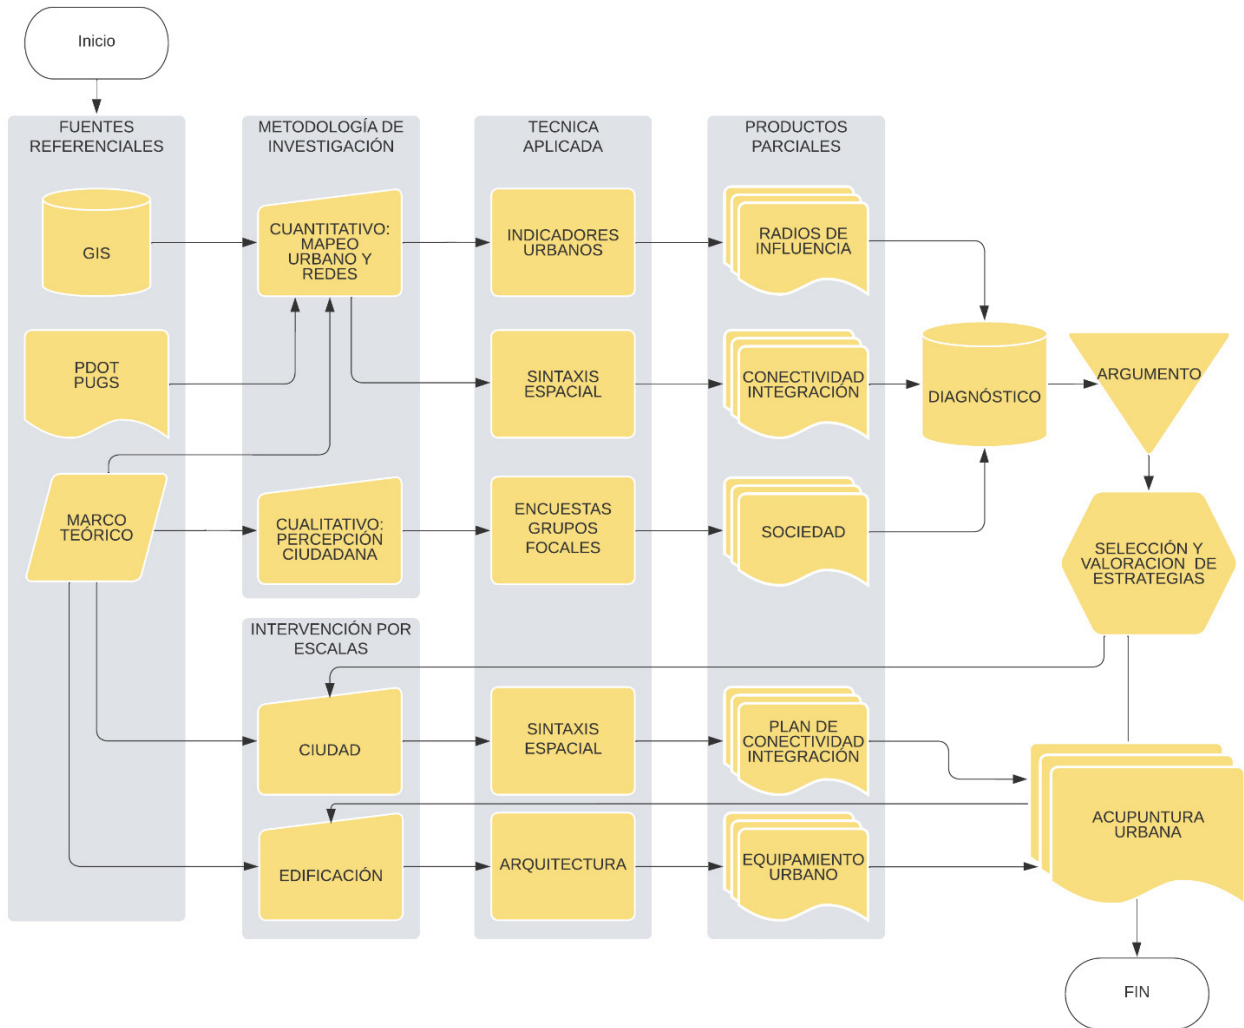 Inicio
FUENTES
REFERENCIALES
METODOLOGÍA DE
INVESTIGACIÓN
TECNICA
APLICADA
PRODUCTOS
PARCIALES
GIS
CUANTITATIVO:
MAPEO
URBANO Y
REDES
INDICADORES
URBANOS
RADIOS DE
INFLUENCIA
PDOT
PUGS
SINTAXIS
ESPACIAL
CONECTIVIDAD
INTEGRACIÓN
DIAGNÓSTICO
ARGUMENTO
MARCO
TEÓRICO
CUALITATIVO:
PERCEPCIÓN
CIUDADANA
ENCUESTAS
GRUPOS
FOCALES
SOCIEDAD
SELECCIÓN Y
VALORACION DE
ESTRATEGIAS
INTERVENCIÓN POR
ESCALAS
CIUDAD
SINTAXIS
ESPACIAL
PLAN DE
CONECTIVIDAD
INTEGRACIÓN
ACUPUNTURA
URBANA
EDIFICACIÓN
ARQUITECTURA
EQUIPAMIENTO
URBANO
FIN